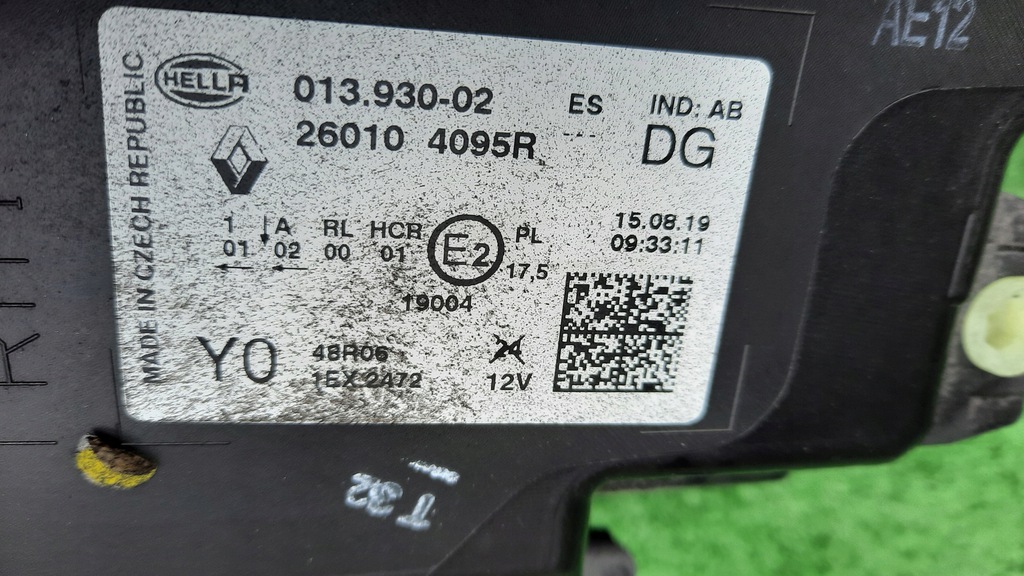 AE12
MADE IN CZECH REPUBLIC
HELLA
013.930-02
ES
IND: AB
26010 4095R
DG
1 A RL HCR
01 02 00 01
E2
PL
17,5
15.08.19
09:33:11
19004
Y0
48R06
1EX 2472
24
12V
T 32